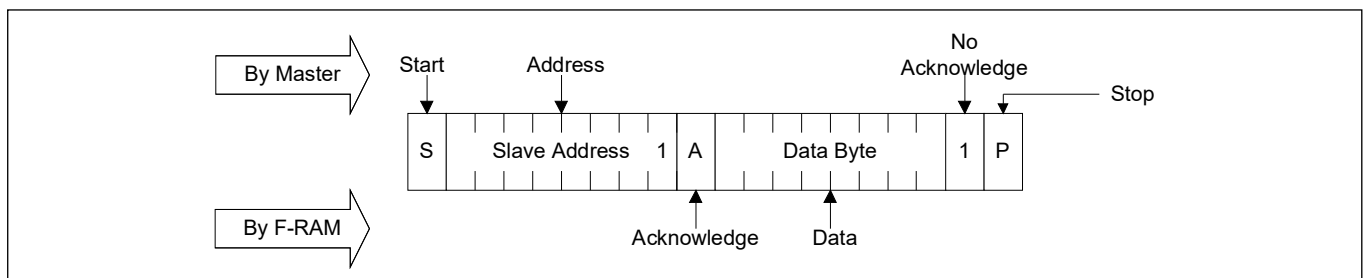 No
By Master Start Address Acknowledge
Stop
S Slave Address 1 A Data Byte 1 P
By F-RAM
Acknowledge Data